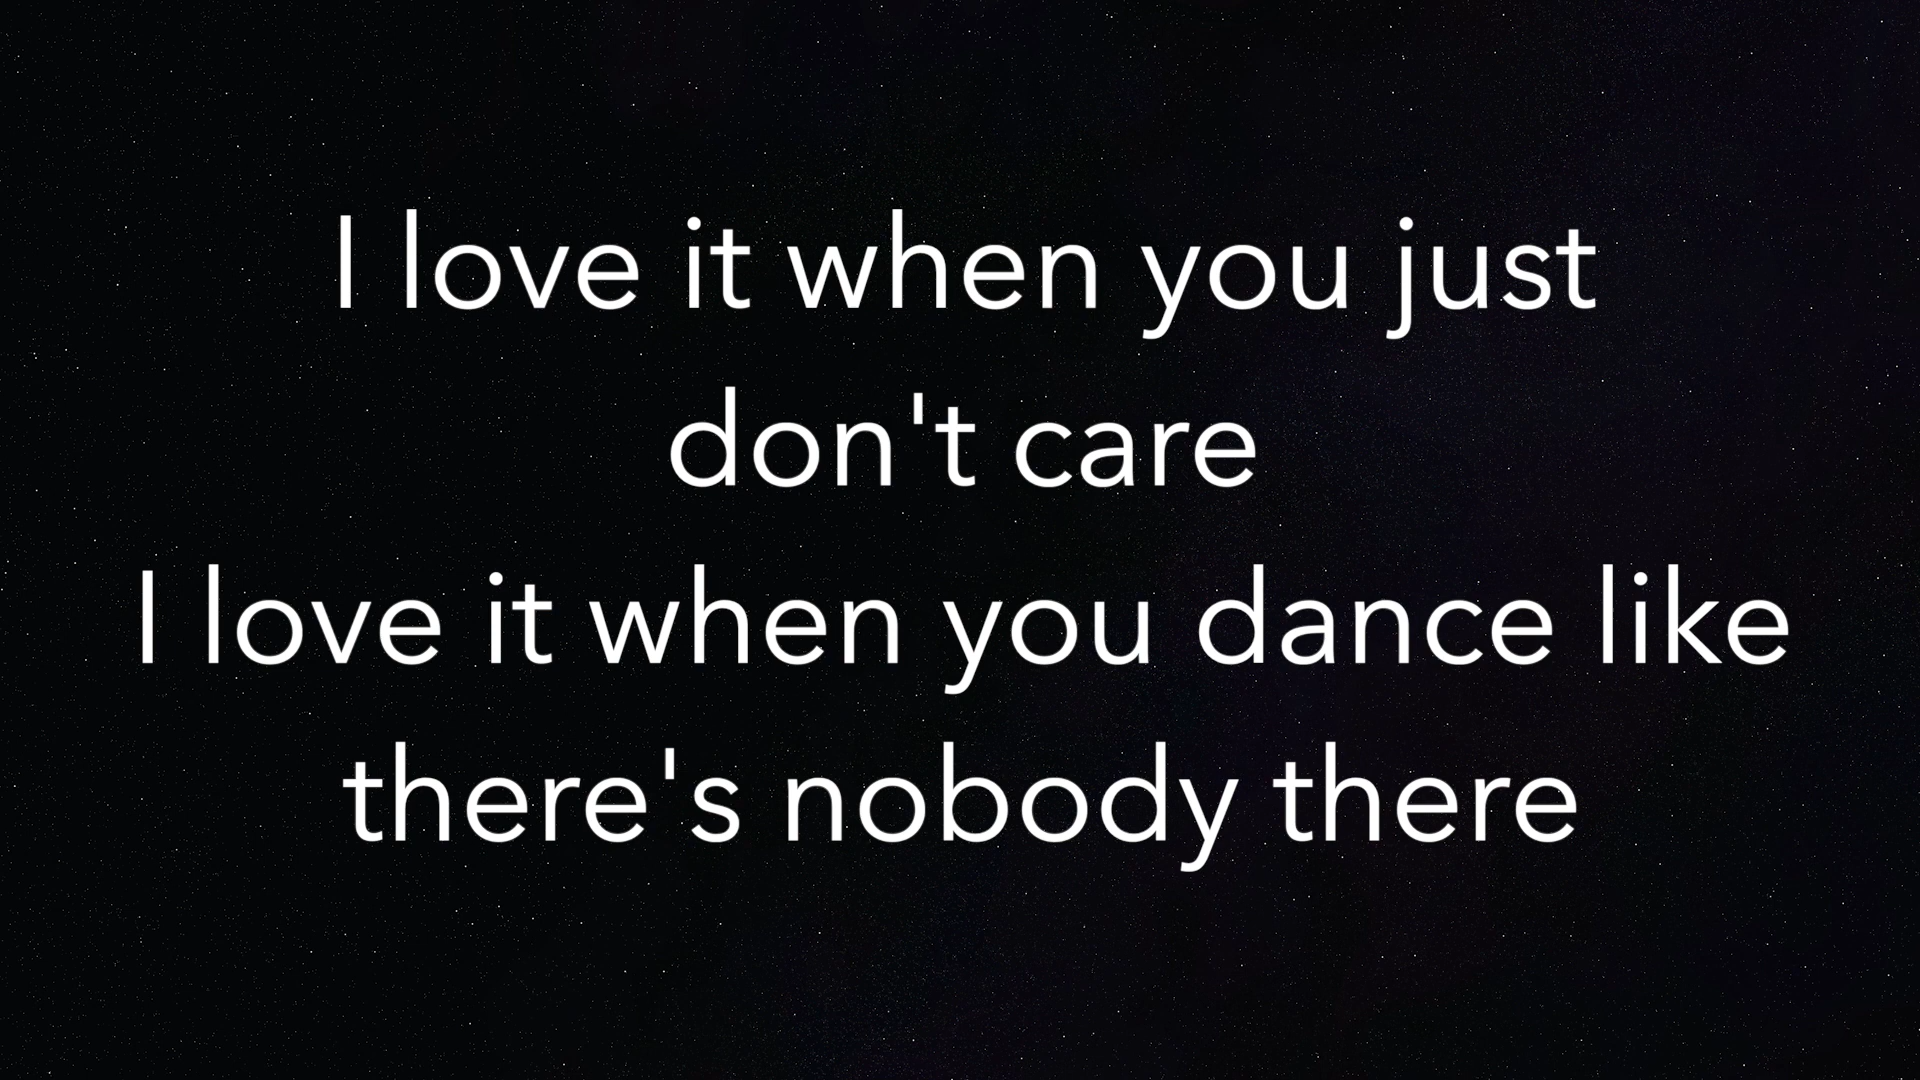 I love it when you just
don't care
I love it when you dance like
there's nobody there